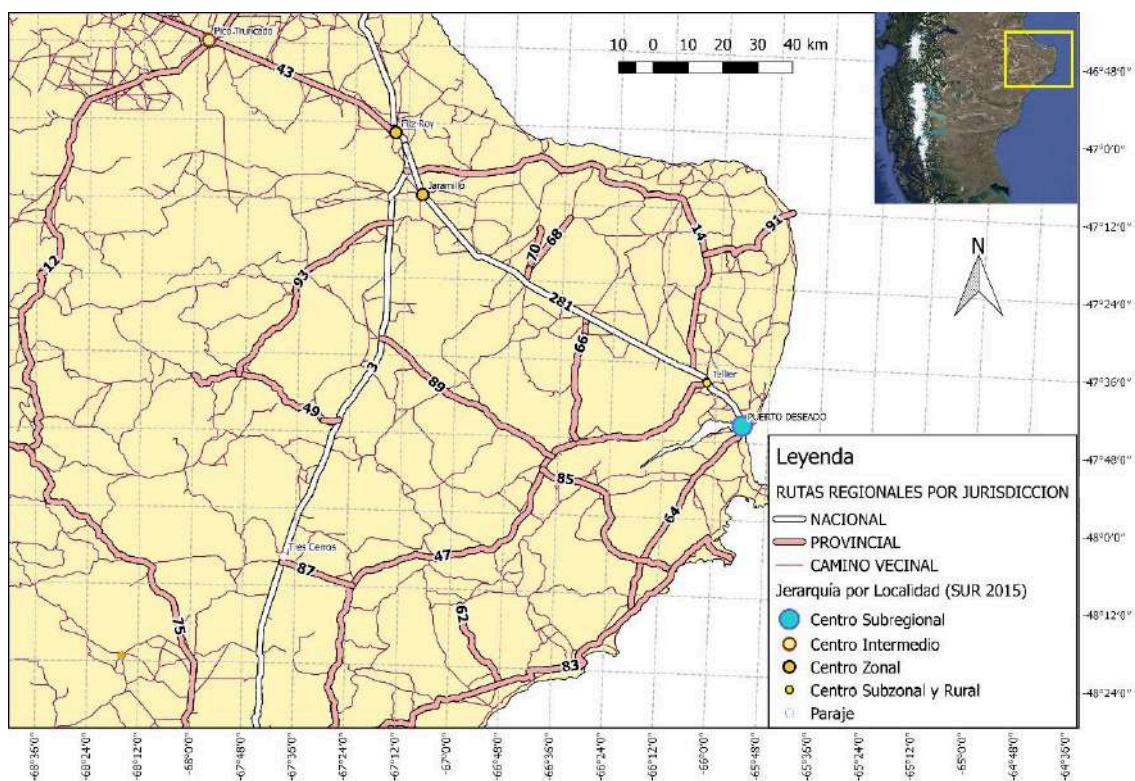 Pico Truncado
10 0 10 20 30 40 km
43
Fitz Roy
Jaramillo
14
91
12
93
70
68
281
3
66
89
Tellier
49
PUERTO DESEADO
85
64
Tres Cerros
47
87
62
75
83
N
-46°48'0"
-47°0'0"
-47°12'0"
-47°24'0"
-47°36'0"
-47°48'0"
-48°0'0"
-48°12'0"
-48°24'0"
Leyenda
RUTAS REGIONALES POR JURISDICCION
NACIONAL
PROVINCIAL
CAMINO VECINAL
Jerarquía por Localidad (SUR 2015)
Centro Subregional
Centro Intermedio
Centro Zonal
Centro Subzonal y Rural
Paraje
-68°36'0"
-68°24'0"
-68°12'0"
-68°0'0"
-67°48'0"
-67°36'0"
-67°24'0"
-67°12'0"
-67°0'0"
-66°48'0"
-66°36'0"
-66°24'0"
-66°12'0"
-66°0'0"
-65°48'0"
-65°36'0"
-65°24'0"
-65°12'0"
-65°0'0"
-64°48'0"
-64°36'0"